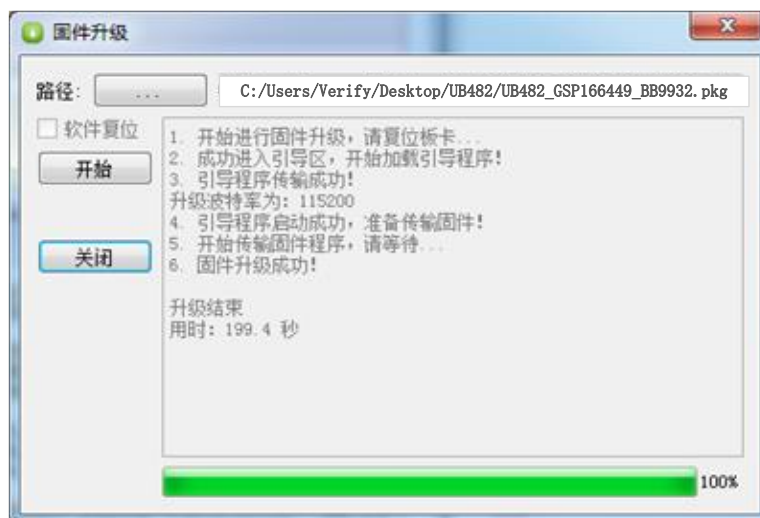 固件升级
路径: ... C:/Users/Verify/Desktop/UB482/UB482_GSP166449_BB9932.pkg
软件复位
开始
关闭
1. 开始进行固件升级，请复位板卡...
2. 成功进入引导区，开始加载引导程序!
3. 引导程序传输成功!
升级波特率为: 115200
4. 引导程序启动成功，准备传输固件!
5. 开始传输固件程序，请等待...
6. 固件升级成功!
升级结束
用时: 199.4 秒
100%